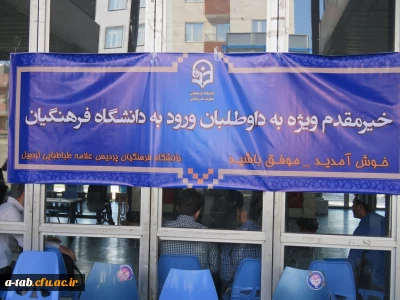 دانشگاه فرهنگیان
خیرمقدم ویژه به داوطلبان ورود به دانشگاه فرهنگیان
خوش آمدید _ موفق باشید
دانشگاه فرهنگیان پردیس علامه طباطبایی اردبیل
a-tab.cfu.ac.ir